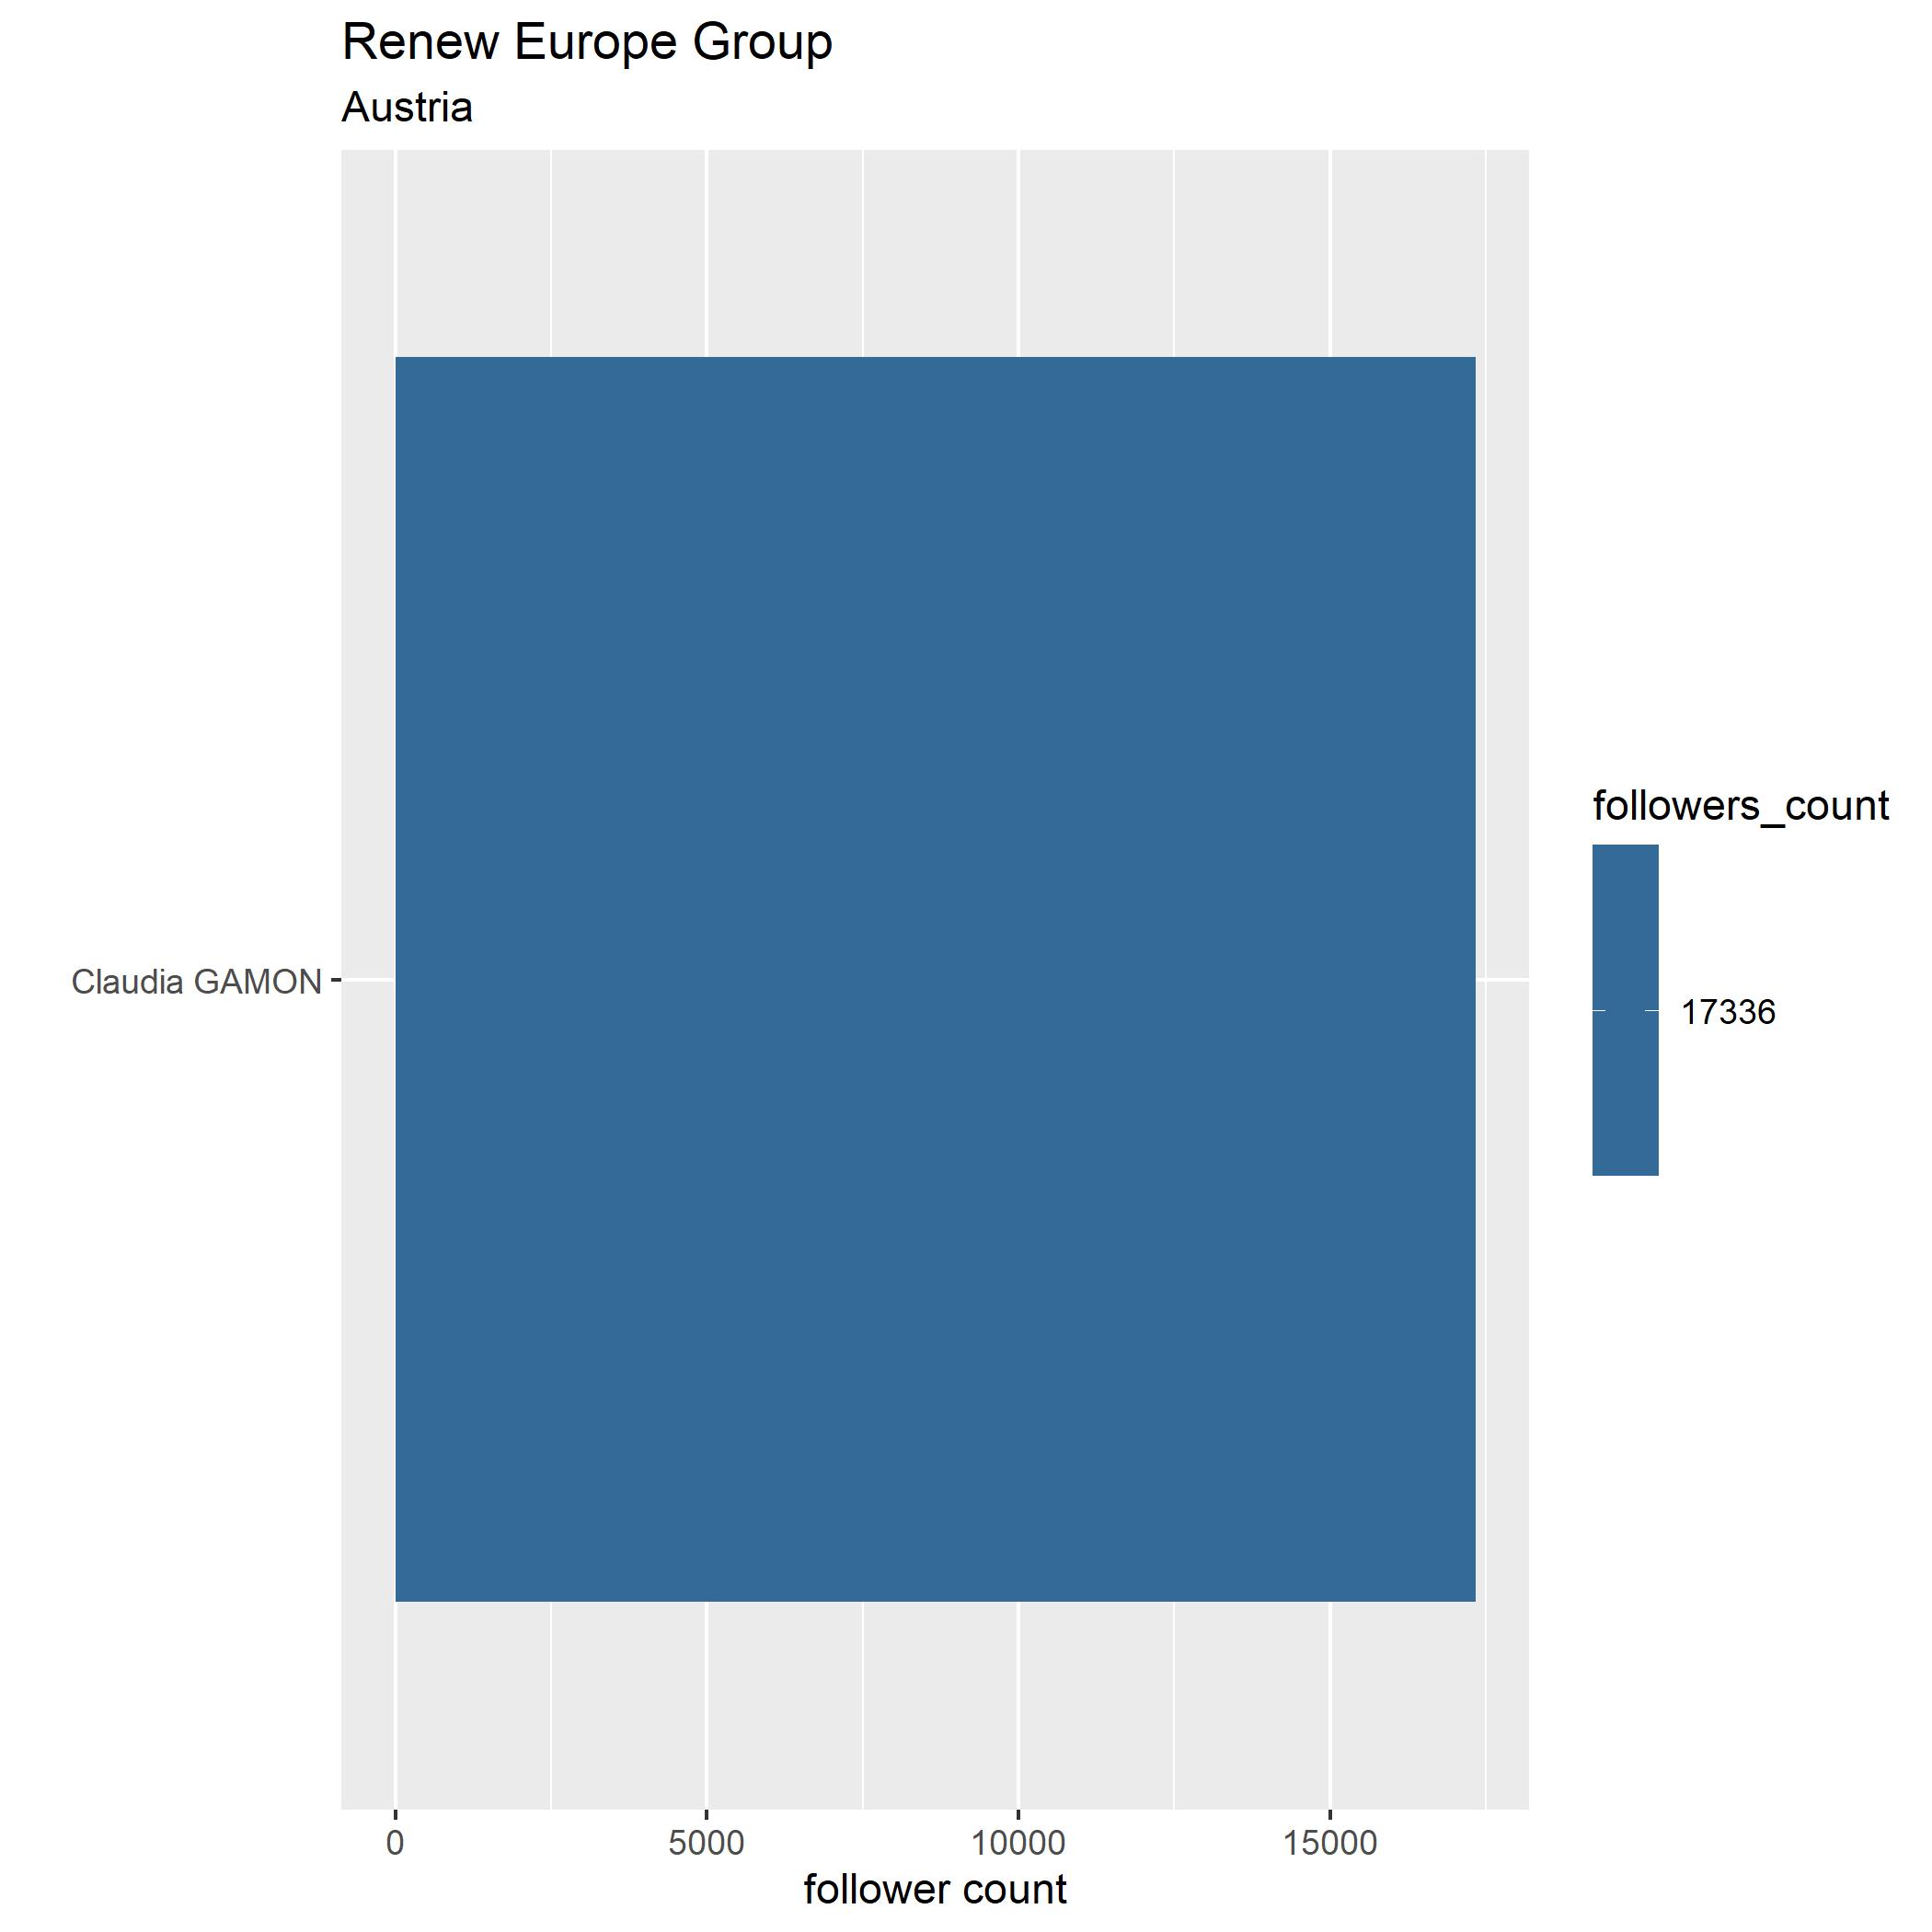 Renew Europe Group
Austria
Claudia GAMON
followers_count
17336
0 5000 10000 15000
follower count